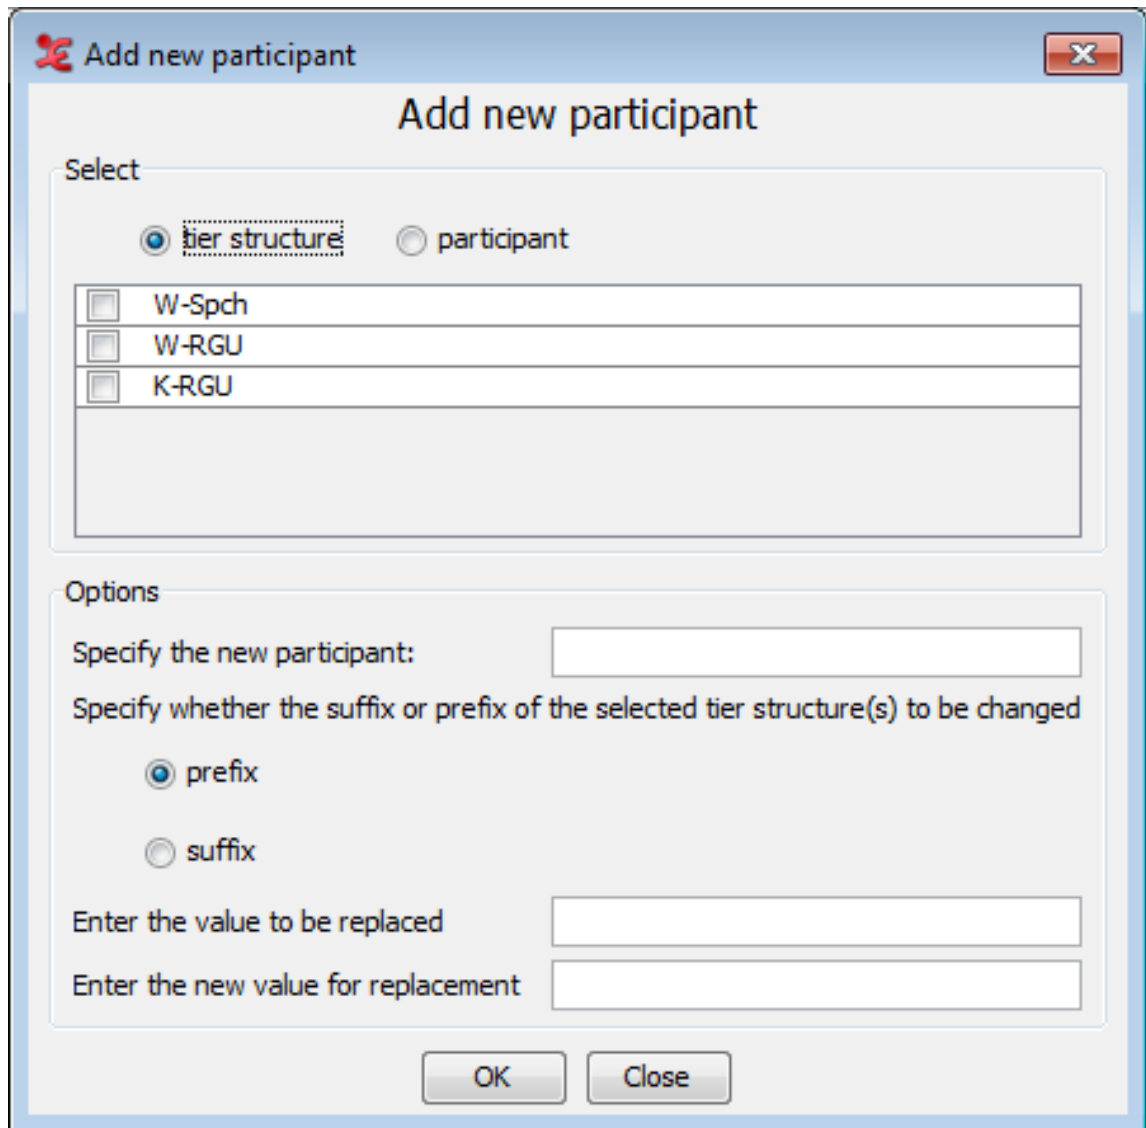 Add new participant
Add new participant
Select
tier structure participant
W-Spch
W-RGU
K-RGU
Options
Specify the new participant:
Specify whether the suffix or prefix of the selected tier structure(s) to be changed
prefix
suffix
Enter the value to be replaced
Enter the new value for replacement
OK Close